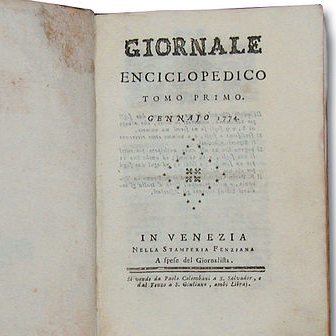 GIORNALE
ENCICLOPEDICO
TOMO PRIMO.
GENNAJO 1774.
IN VENEZIA
NELLA STAMPERIA FENZIANA
A spese del Giornalista.
Si vende da Paolo Colombani a S. Salvador, e
dal Fenzo a S. Giuliano, ambi Libraj.